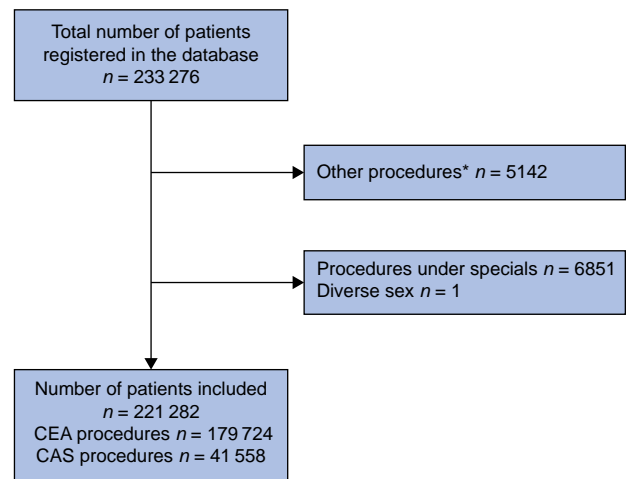 Total number of patients
registered in the database
n = 233 276
Other procedures* n = 5142
Procedures under specials n = 6851
Diverse sex n = 1
Number of patients included
n = 221 282
CEA procedures n = 179 724
CAS procedures n = 41 558